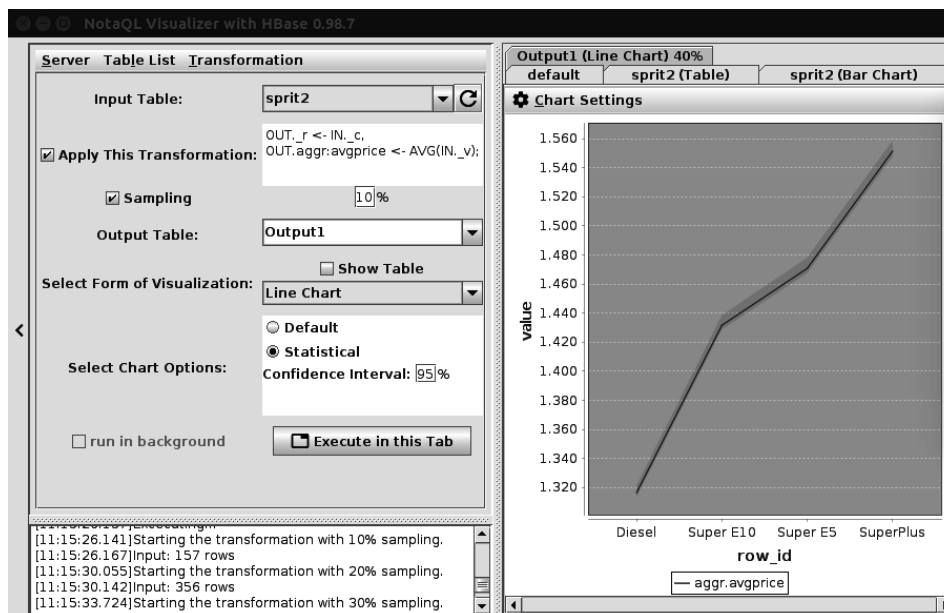 NotaQL Visualizer with HBase 0.98.7
Server Table List Transformation
Input Table:
sprit2
Apply This Transformation:
OUT._r <- IN._c,
OUT.aggr:avgprice <- AVG(IN._v);
Sampling
10 %
Output Table:
Output1
Show Table
Select Form of Visualization:
Line Chart
Select Chart Options:
Default
Statistical
Confidence Interval: 95 %
run in background
Execute in this Tab
[11:15:26.141]Starting the transformation with 10% sampling.
[11:15:26.167]Input: 157 rows
[11:15:30.055]Starting the transformation with 20% sampling.
[11:15:30.142]Input: 356 rows
[11:15:33.724]Starting the transformation with 30% sampling.
Output1 (Line Chart) 40%
default sprit2 (Table) sprit2 (Bar Chart)
Chart Settings
1.560
1.540
1.520
1.500
1.480
1.460
1.440
1.420
1.400
1.380
1.360
1.340
1.320
value
Diesel Super E10 Super E5 SuperPlus
row_id
aggr.avgprice